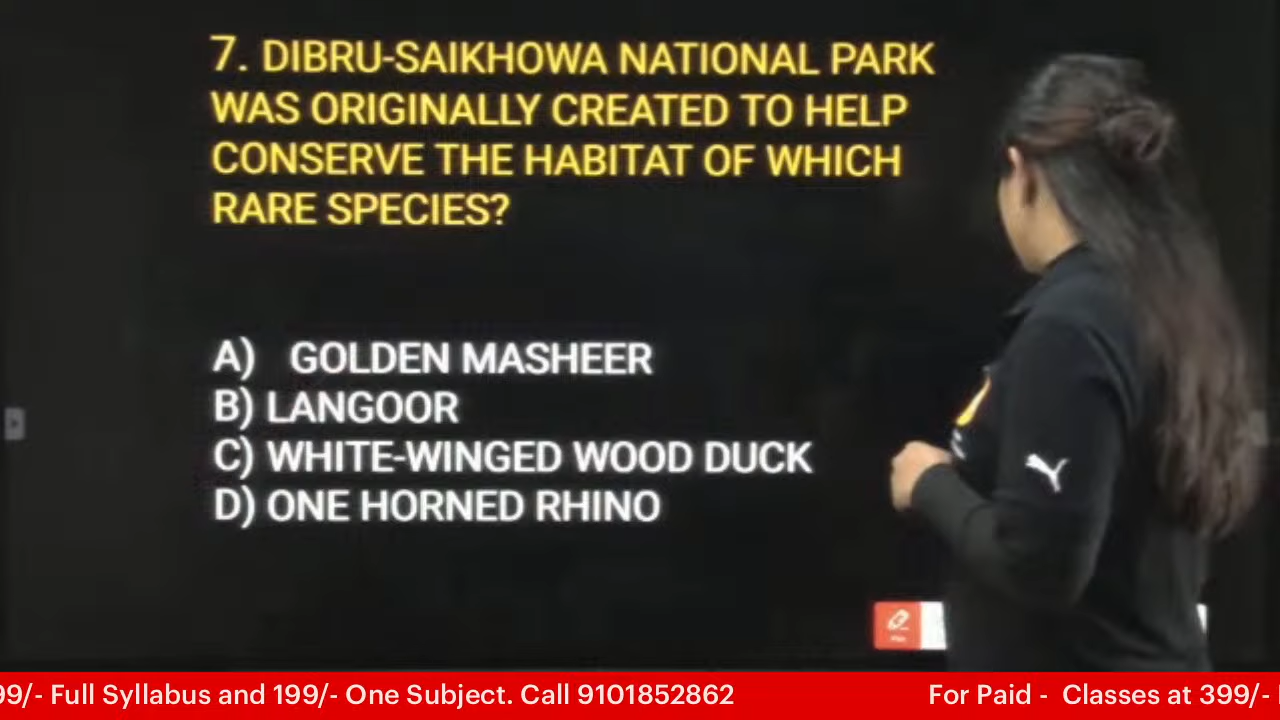 7. DIBRU-SAIKHOWA NATIONAL PARK
WAS ORIGINALLY CREATED TO HELP
CONSERVE THE HABITAT OF WHICH
RARE SPECIES?
A) GOLDEN MASHEER
B) LANGOOR
C) WHITE-WINGED WOOD DUCK
D) ONE HORNED RHINO
99/- Full Syllabus and 199/- One Subject. Call 9101852862 For Paid - Classes at 399/-